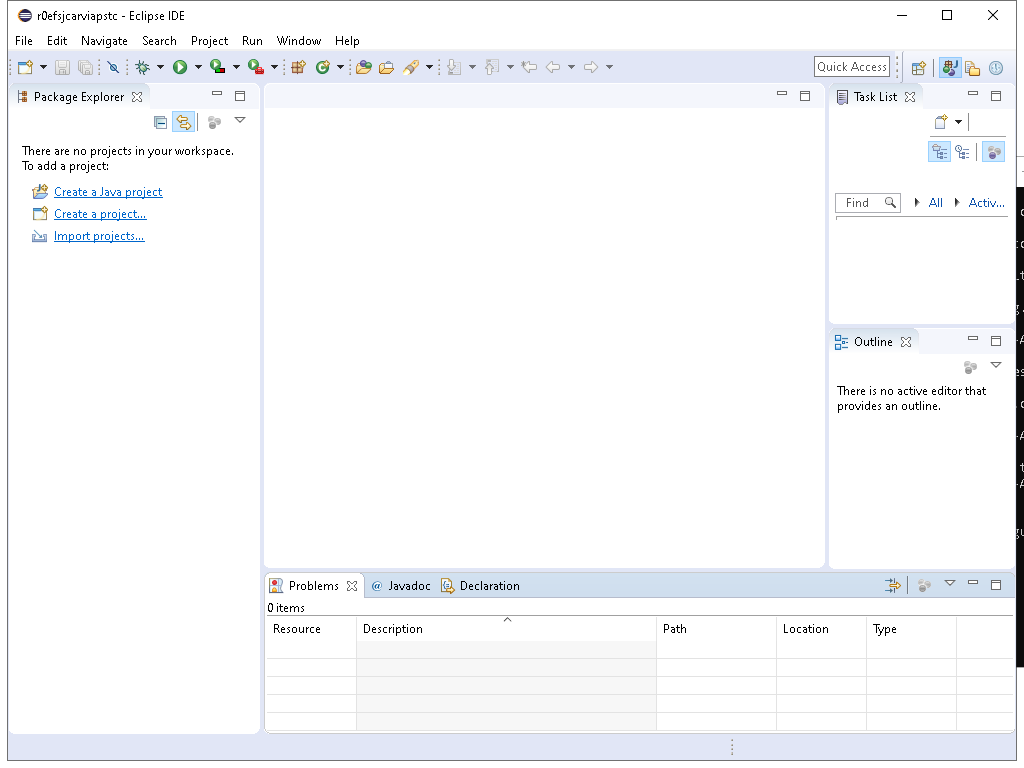 r0efsjcarviapstc - Eclipse IDE
File Edit Navigate Search Project Run Window Help
Quick Access
Package Explorer
There are no projects in your workspace.
To add a project:
Create a Java project
Create a project...
Import projects...
Task List
Find All Activ...
Outline
There is no active editor that
provides an outline.
Problems @ Javadoc Declaration
0 items
Resource Description Path Location Type